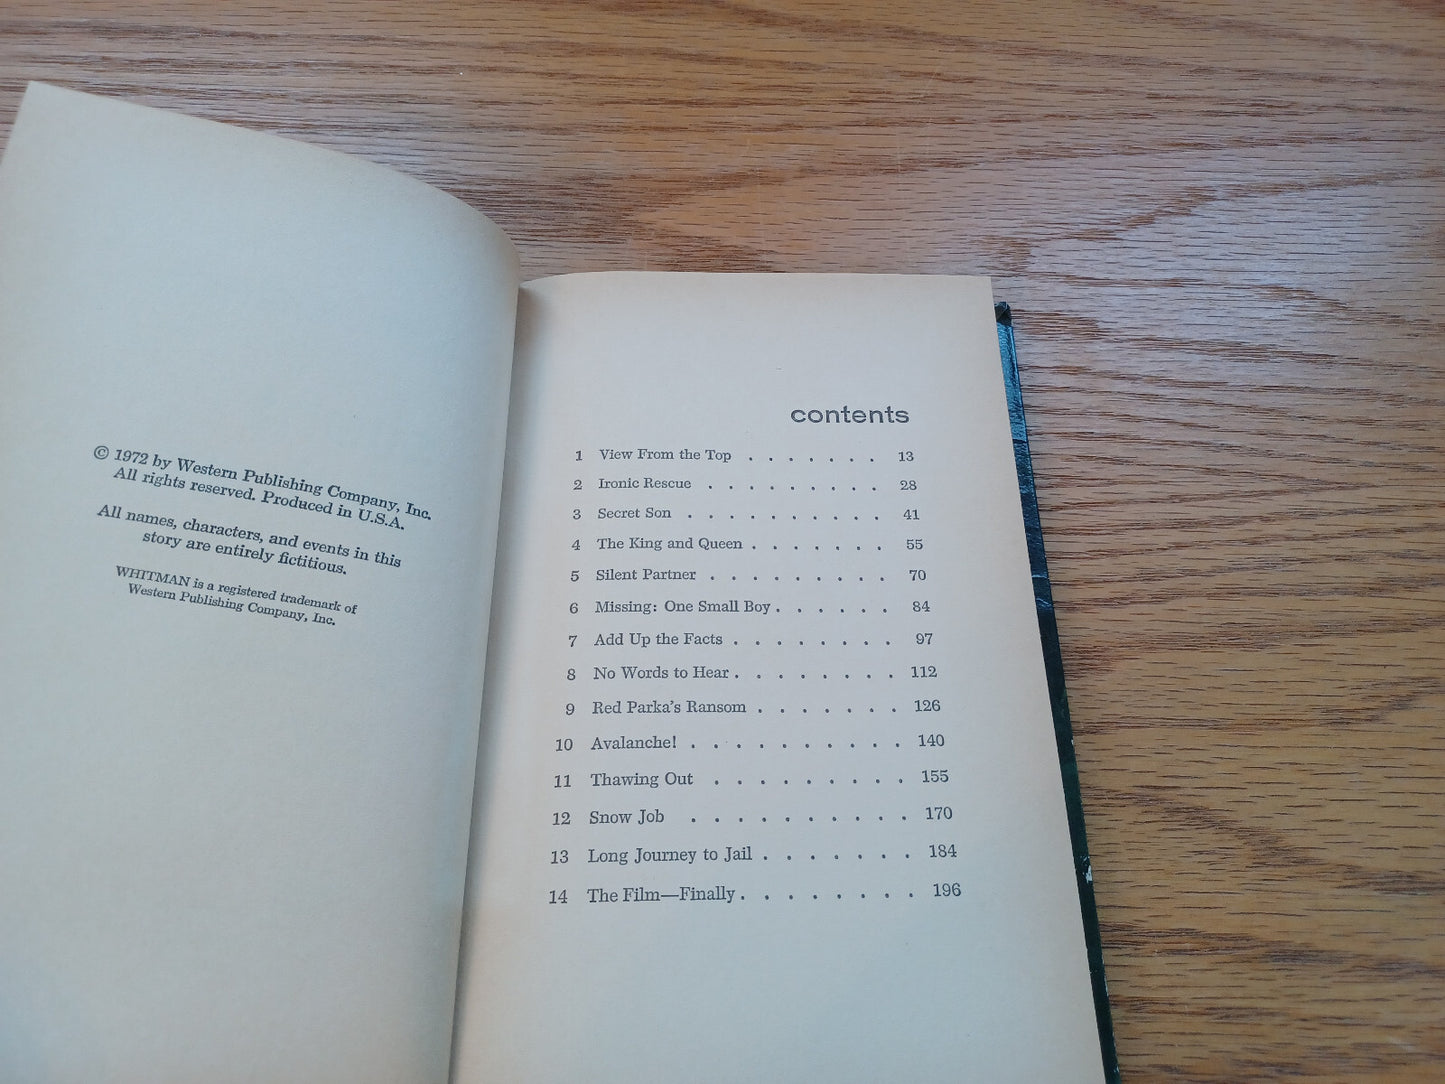 © 1972 by Western Publishing Company, Inc.
All rights reserved. Produced in U.S.A.
All names, characters, and events in this
story are entirely fictitious.
WHITMAN is a registered trademark of
Western Publishing Company, Inc.
contents
1 View From the Top . . . . . . . 13
2 Ironic Rescue . . . . . . . . . 28
3 Secret Son . . . . . . . . . . 41
4 The King and Queen . . . . . . . 55
5 Silent Partner . . . . . . . . . 70
6 Missing: One Small Boy . . . . . . 84
7 Add Up the Facts . . . . . . . . 97
8 No Words to Hear . . . . . . . . 112
9 Red Parka's Ransom . . . . . . . 126
10 Avalanche! . . . . . . . . . . 140
11 Thawing Out . . . . . . . . . 155
12 Snow Job . . . . . . . . . . 170
13 Long Journey to Jail . . . . . . . 184
14 The Film—Finally . . . . . . . . 196